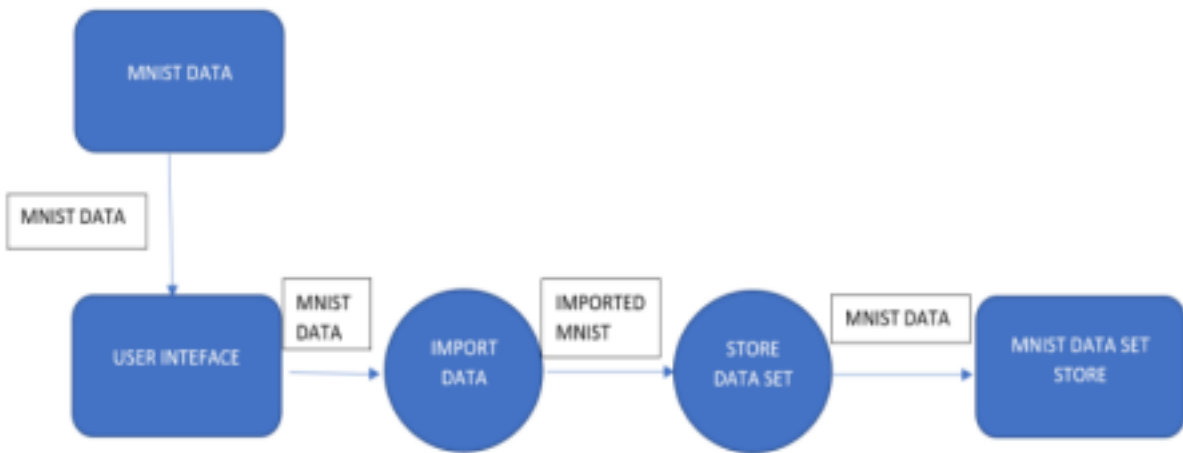 MNIST DATA
MNIST DATA
USER INTEFACE
MNIST
DATA
IMPORT
DATA
IMPORTED
MNIST
STORE
DATA SET
MNIST DATA
MNIST DATA SET
STORE